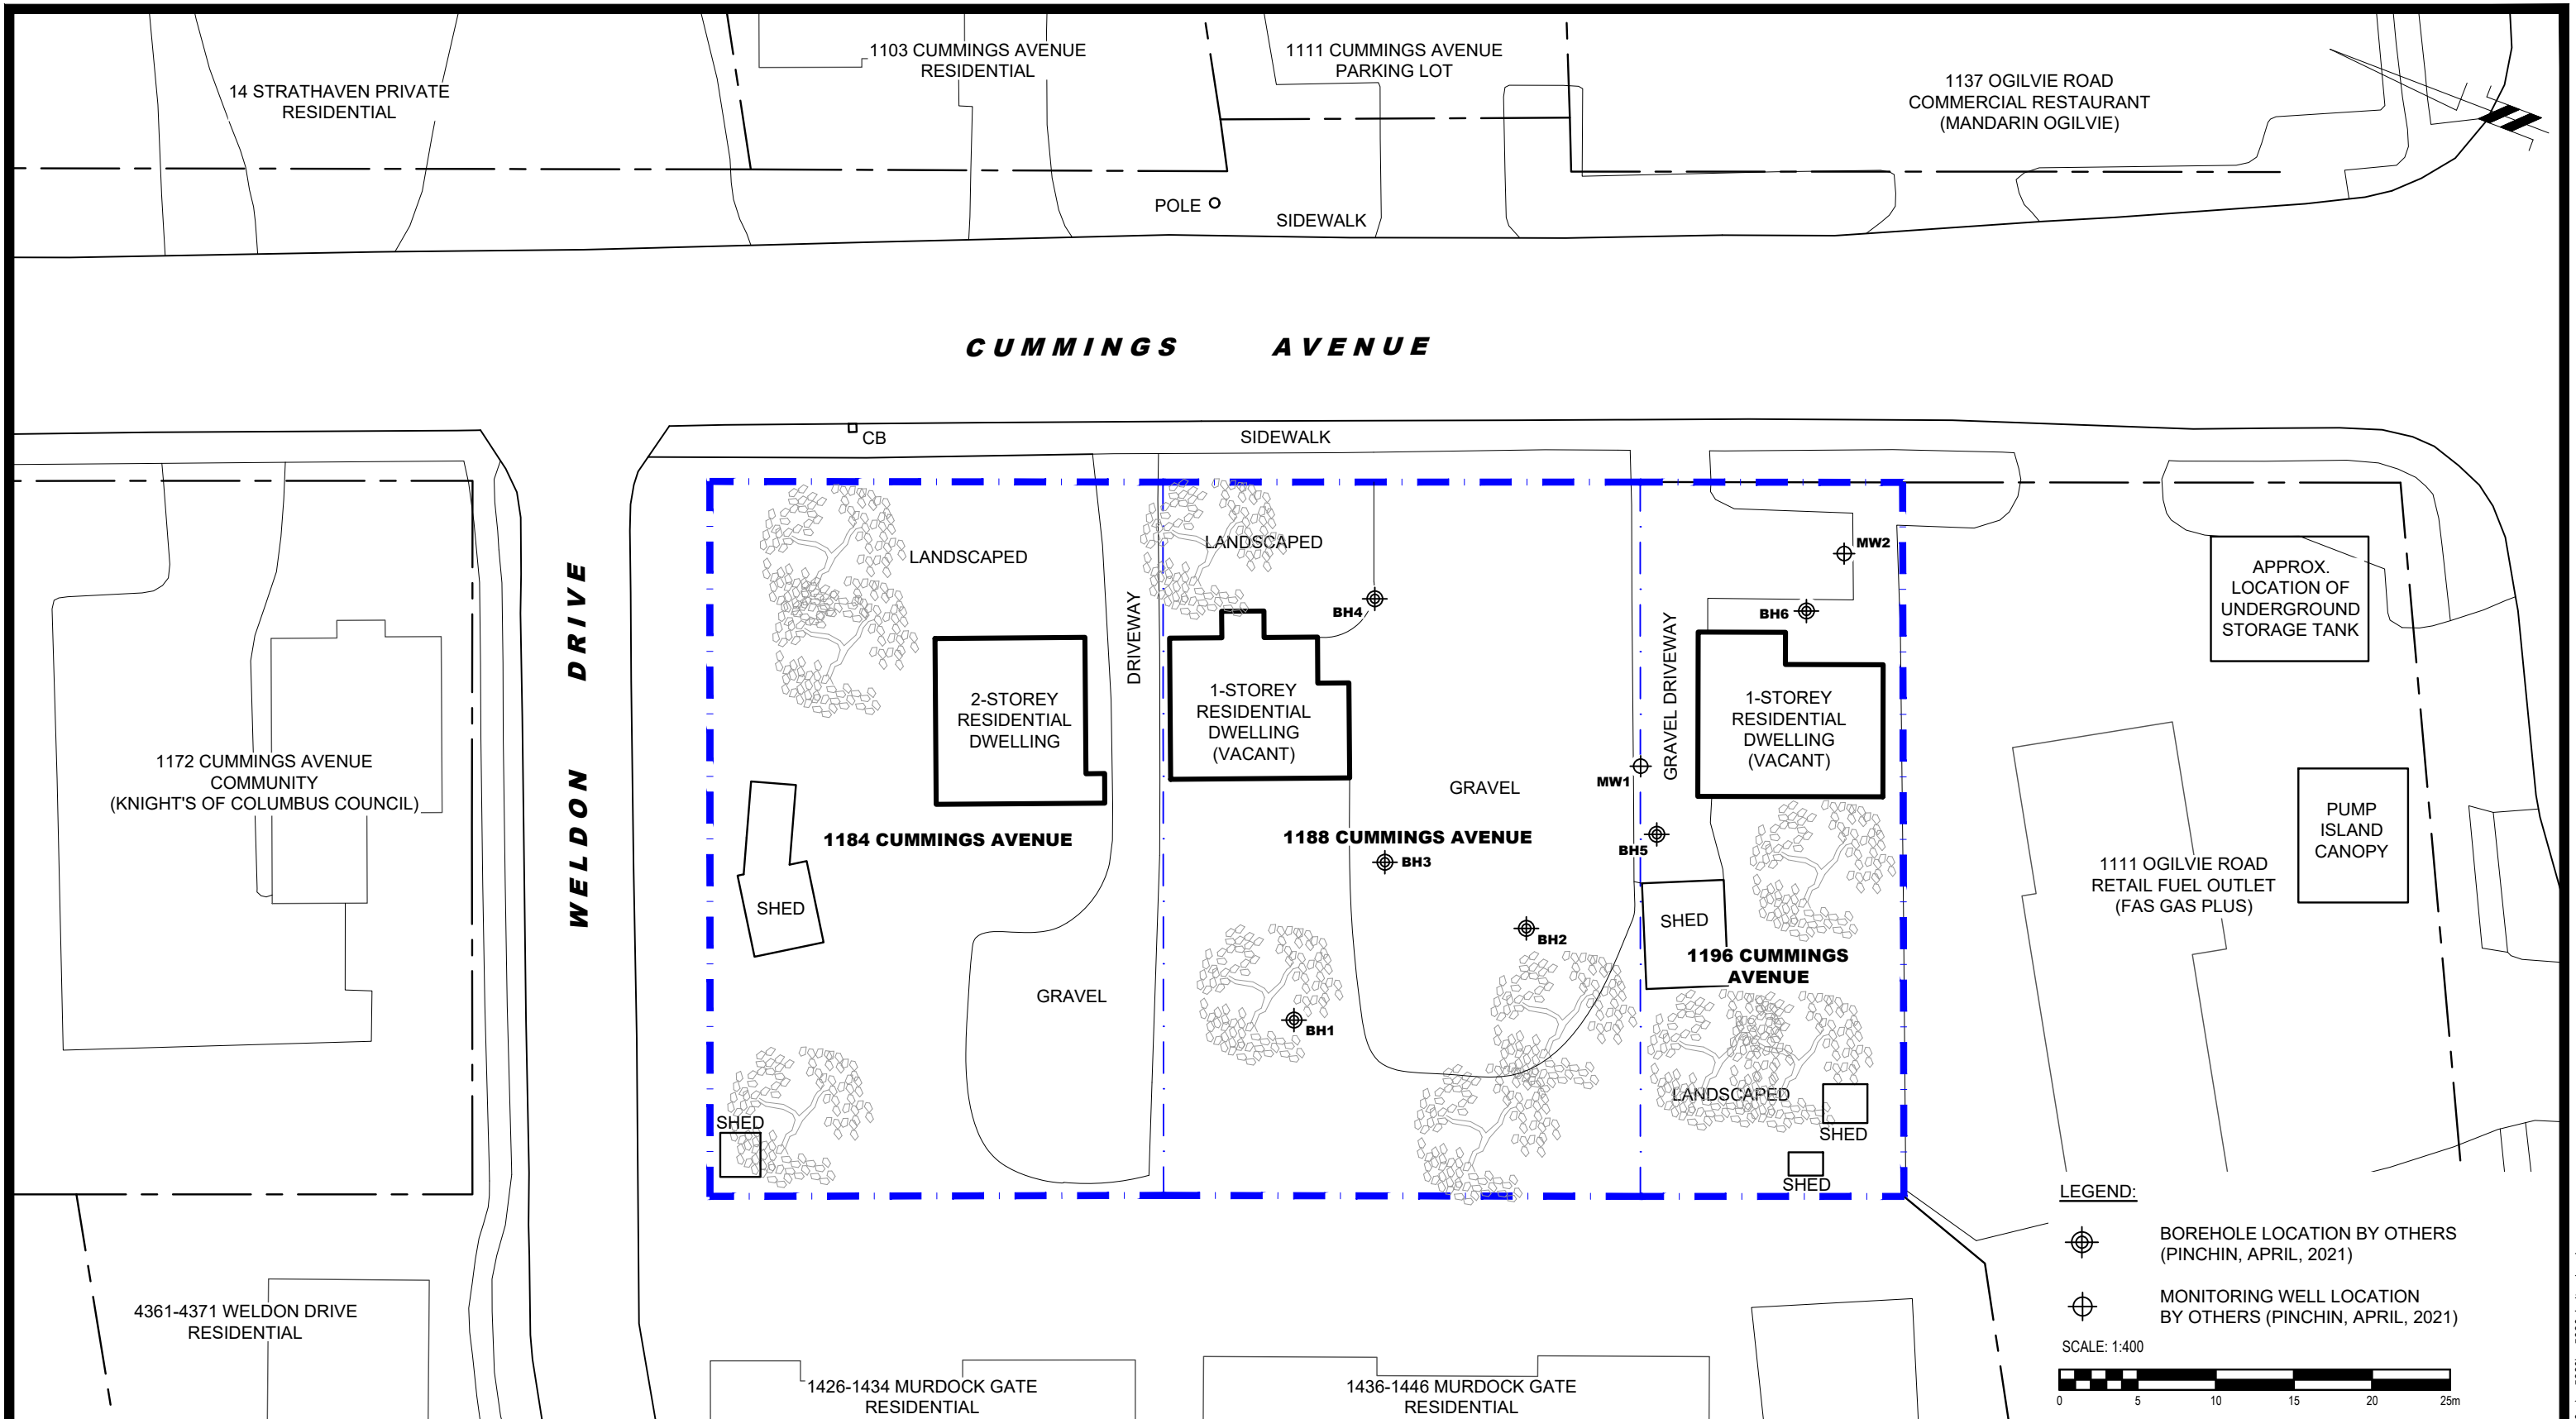 1103 CUMMINGS AVENUE
RESIDENTIAL
1111 CUMMINGS AVENUE
PARKING LOT
14 STRATHAVEN PRIVATE
RESIDENTIAL
1137 OGILVIE ROAD
COMMERCIAL RESTAURANT
(MANDARIN OGILVIE)
POLE
SIDEWALK
CUMMINGS AVENUE
CB
SIDEWALK
LANDSCAPED
LANDSCAPED
MW2
BH4
BH6
APPROX.
LOCATION OF
UNDERGROUND
STORAGE TANK
WELDON DRIVE
DRIVEWAY
GRAVEL DRIVEWAY
2-STOREY
RESIDENTIAL
DWELLING
1-STOREY
RESIDENTIAL
DWELLING
(VACANT)
1-STOREY
RESIDENTIAL
DWELLING
(VACANT)
1172 CUMMINGS AVENUE
COMMUNITY
(KNIGHT'S OF COLUMBUS COUNCIL)
GRAVEL
MW1
PUMP
ISLAND
CANOPY
1184 CUMMINGS AVENUE
1188 CUMMINGS AVENUE
BH5
BH3
1111 OGILVIE ROAD
RETAIL FUEL OUTLET
(FAS GAS PLUS)
SHED
SHED
BH2
1196 CUMMINGS
AVENUE
GRAVEL
BH1
LANDSCAPED
SHED
SHED
SHED
LEGEND:
BOREHOLE LOCATION BY OTHERS
(PINCHIN, APRIL, 2021)
MONITORING WELL LOCATION
BY OTHERS (PINCHIN, APRIL, 2021)
4361-4371 WELDON DRIVE
RESIDENTIAL
1426-1434 MURDOCK GATE
RESIDENTIAL
1436-1446 MURDOCK GATE
RESIDENTIAL
SCALE: 1:400
0 5 10 15 20 25m